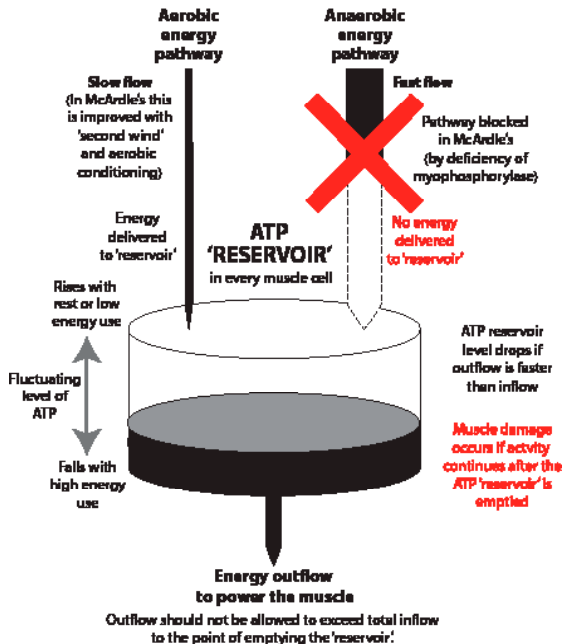 Aerobic
energy
pathway
Anaerobic
energy
pathway
Slow flow
(In McArdle's this
is improved with
'second wind'
and aerobic
conditioning)
Fast flow
Pathway blocked
in McArdle's
(by deficiency of
myophosphorylase)
Energy
delivered
to 'reservoir'
ATP
'RESERVOIR'
in every muscle cell
No energy
delivered
to 'reservoir'
Rises with
rest or low
energy use
Fluctuating
level of
ATP
Falls with
high energy
use
ATP reservoir
level drops if
outflow is faster
than inflow
Muscle damage
occurs if actvity
continues after the
ATP 'reservoir' is
emptied
Energy outflow
to power the muscle
Outflow should not be allowed to exceed total inflow
to the point of emptying the 'reservoir'.